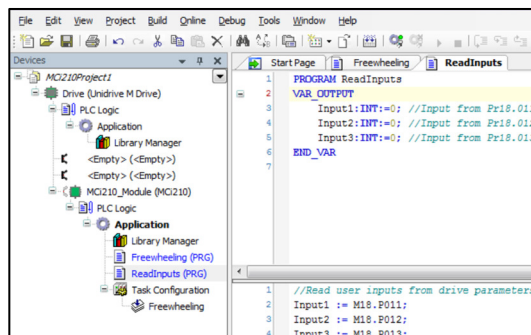 File Edit View Project Build Online Debug Tools Window Help
Devices
MCi210Project1
Drive (Unidrive M Drive)
PLC Logic
Application
Library Manager
<Empty> (<Empty>)
<Empty> (<Empty>)
MCi210_Module (MCi210)
PLC Logic
Application
Library Manager
Freewheeling (PRG)
ReadInputs (PRG)
Task Configuration
Freewheeling
Start Page Freewheeling ReadInputs
1 PROGRAM ReadInputs
2 VAR_OUTPUT
3 Input1:INT:=0; //Input from Pr18.01
4 Input2:INT:=0; //Input from Pr18.01
5 Input3:INT:=0; //Input from Pr18.01
6 END_VAR
7
1 //Read user inputs from drive parameter
2 Input1 := M18.P011;
3 Input2 := M18.P012;
4 Input3 := M18.P013;